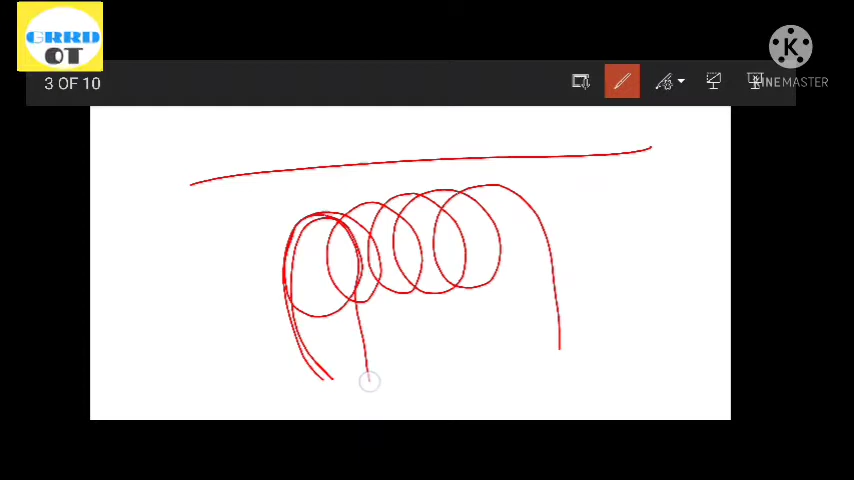 GRRD
OT
K
KINEMASTER
3 OF 10